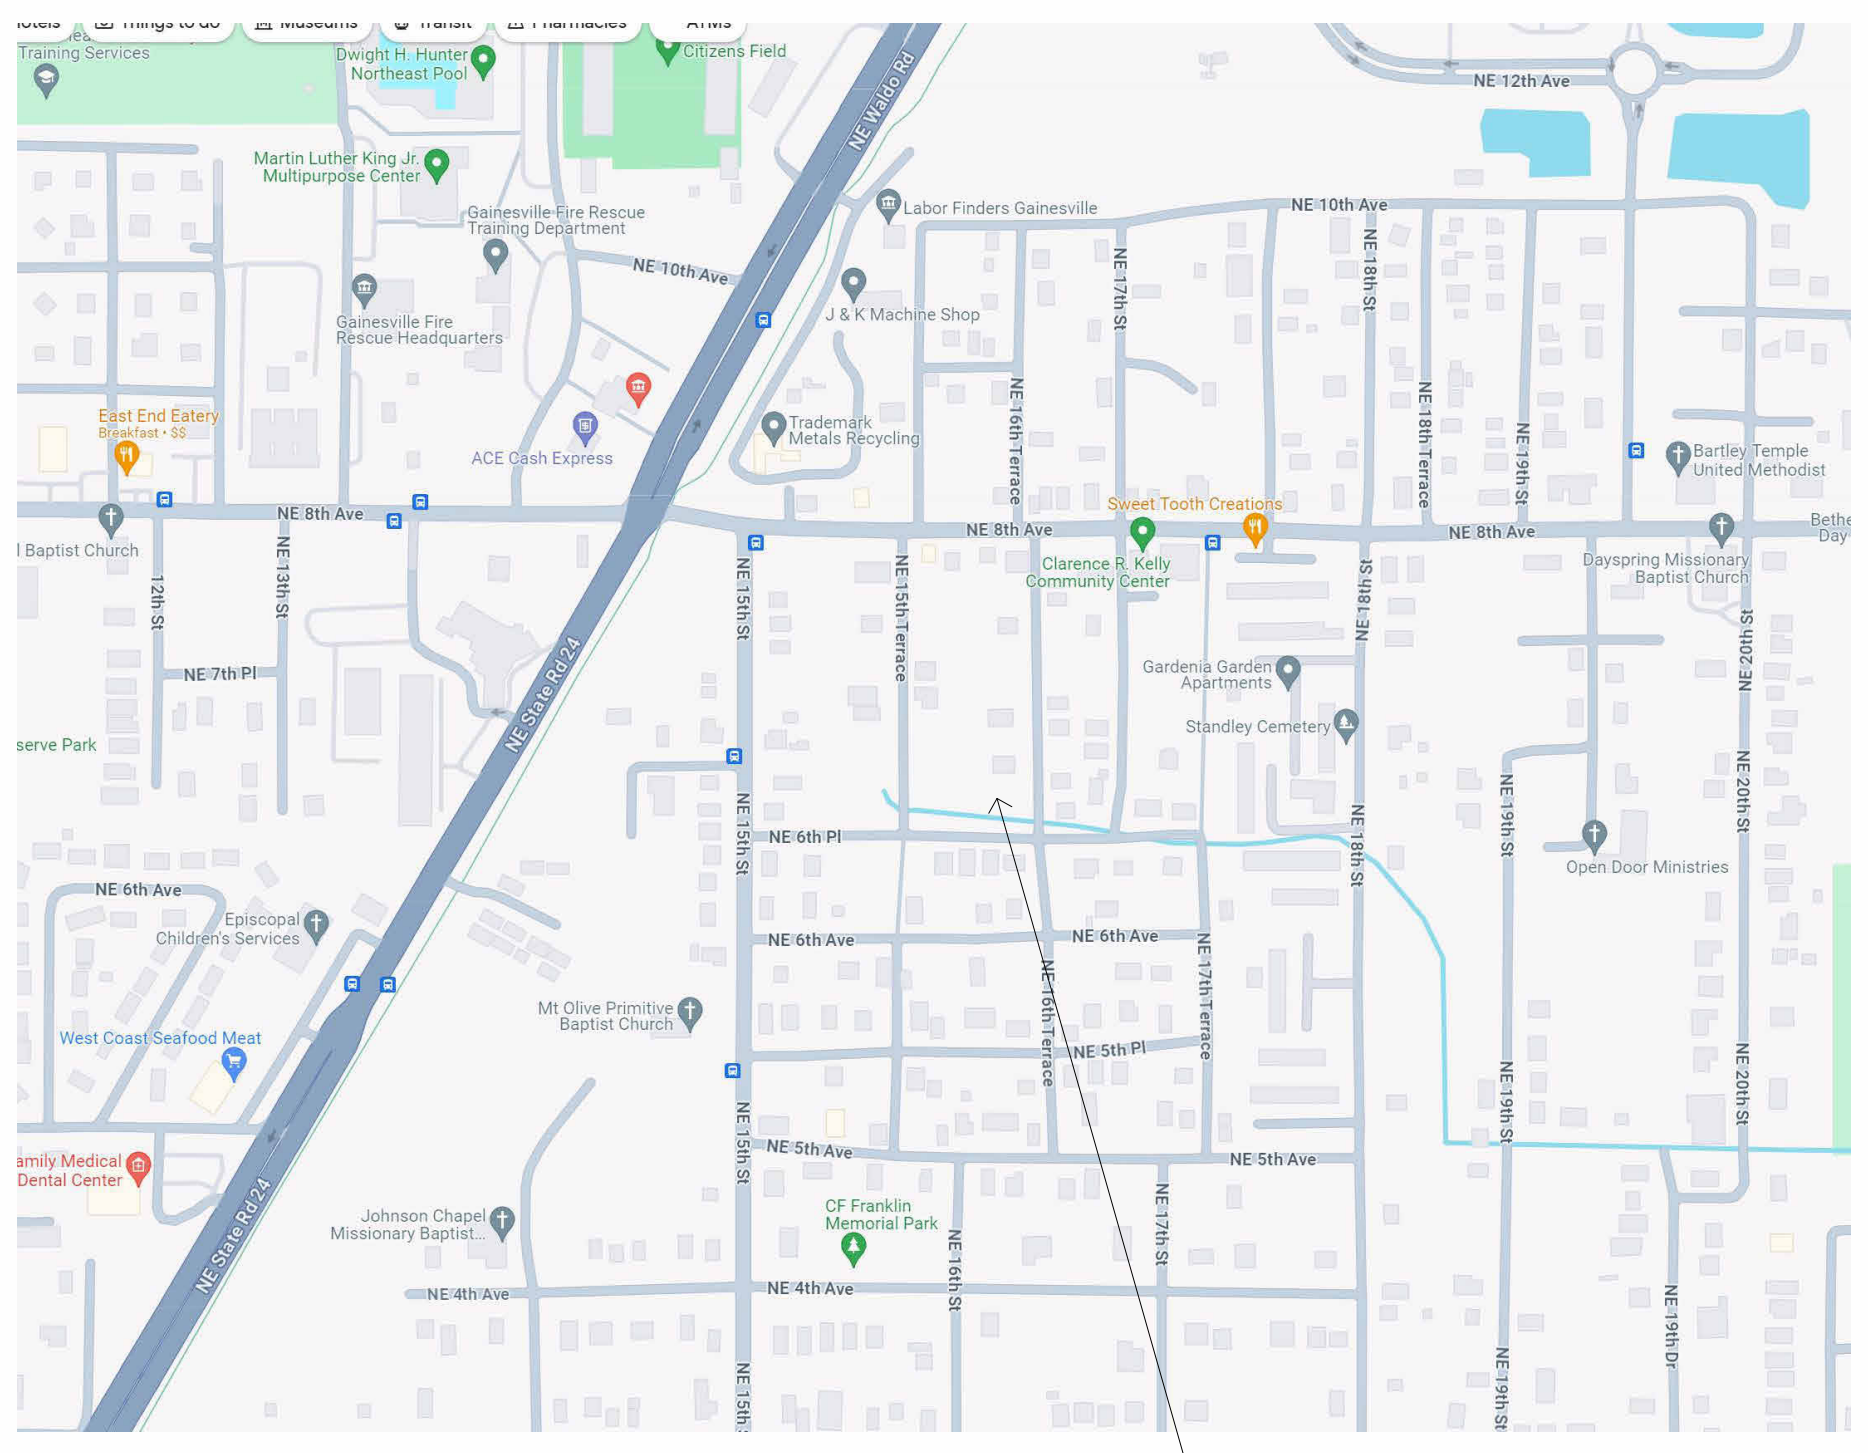 Things to do
Museums
Transit
Pharmacies
ATMs
Training Services
Dwight H. Hunter
Northeast Pool
Citizens Field
NE Waldo Rd
NE 12th Ave
Martin Luther King Jr.
Multipurpose Center
Gainesville Fire Rescue
Training Department
Labor Finders Gainesville
NE 10th Ave
NE 10th Ave
NE 17th St
NE 18th St
J & K Machine Shop
Gainesville Fire
Rescue Headquarters
East End Eatery
Breakfast • $$
ACE Cash Express
Trademark
Metals Recycling
NE 16th Terrace
NE 18th Terrace
NE 19th St
Bartley Temple
United Methodist
Sweet Tooth Creations
NE 8th Ave
NE 8th Ave
NE 8th Ave
l Baptist Church
Clarence R. Kelly
Community Center
Dayspring Missionary
Baptist Church
Bethe
Day
12th St
NE 13th St
NE 15th St
NE 15th Terrace
NE 18th St
NE 20th St
NE 7th Pl
NE State Rd 24
Gardenia Garden
Apartments
Standley Cemetery
serve Park
NE 15th St
NE 6th Pl
NE 18th St
NE 19th St
NE 20th St
Open Door Ministries
NE 6th Ave
Episcopal
Children's Services
NE 6th Ave
NE 6th Ave
NE 16th Terrace
NE 17th Terrace
Mt Olive Primitive
Baptist Church
West Coast Seafood Meat
NE 5th Pl
NE 19th St
NE 20th St
amily Medical
Dental Center
NE 15th St
NE 5th Ave
NE 5th Ave
NE State Rd 24
Johnson Chapel
Missionary Baptist...
CF Franklin
Memorial Park
NE 16th St
NE 17th St
NE 4th Ave
NE 4th Ave
NE 19th Dr
NE 15th S
NE 19th St